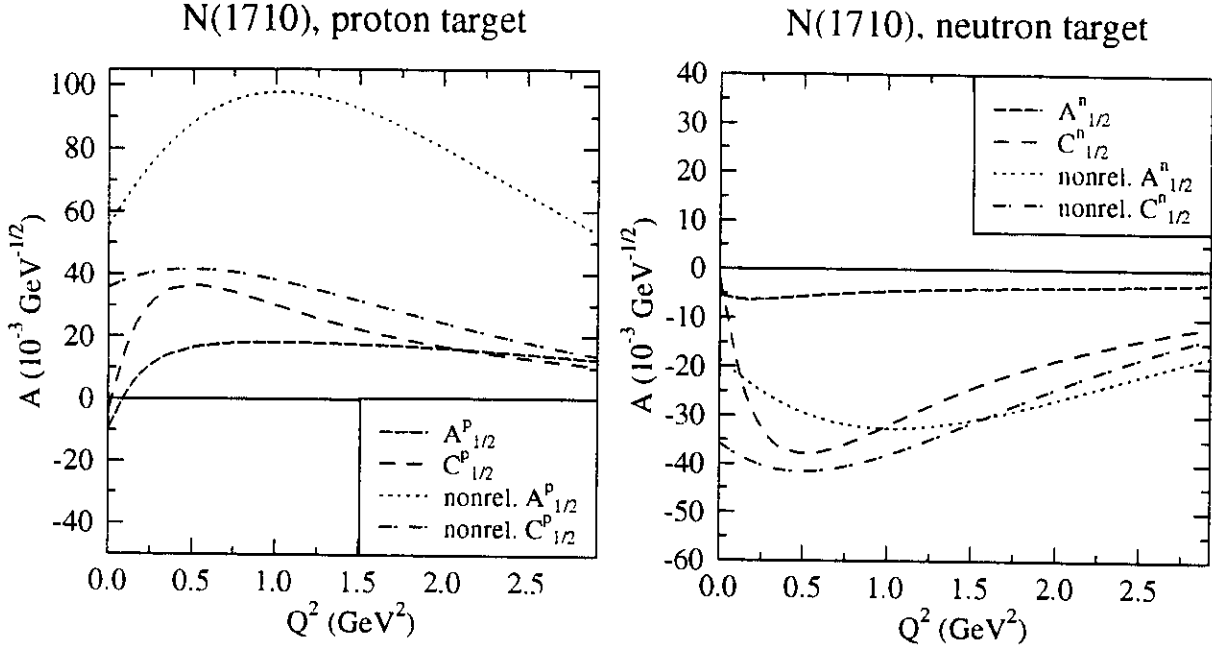 N(1710), proton target
100
80
60
40
20
0
-20
-40
A (10^-3 GeV^-1/2)
A^p_1/2
C^p_1/2
nonrel. A^p_1/2
nonrel. C^p_1/2
0.0 0.5 1.0 1.5 2.0 2.5
Q^2 (GeV^2)
N(1710), neutron target
40
30
20
10
0
-10
-20
-30
-40
-30
-60
A (10^-3 GeV^-1/2)
A^n_1/2
C^n_1/2
nonrel. A^n_1/2
nonrel. C^n_1/2
0.0 0.5 1.0 1.5 2.0 2.5
Q^2 (GeV^2)